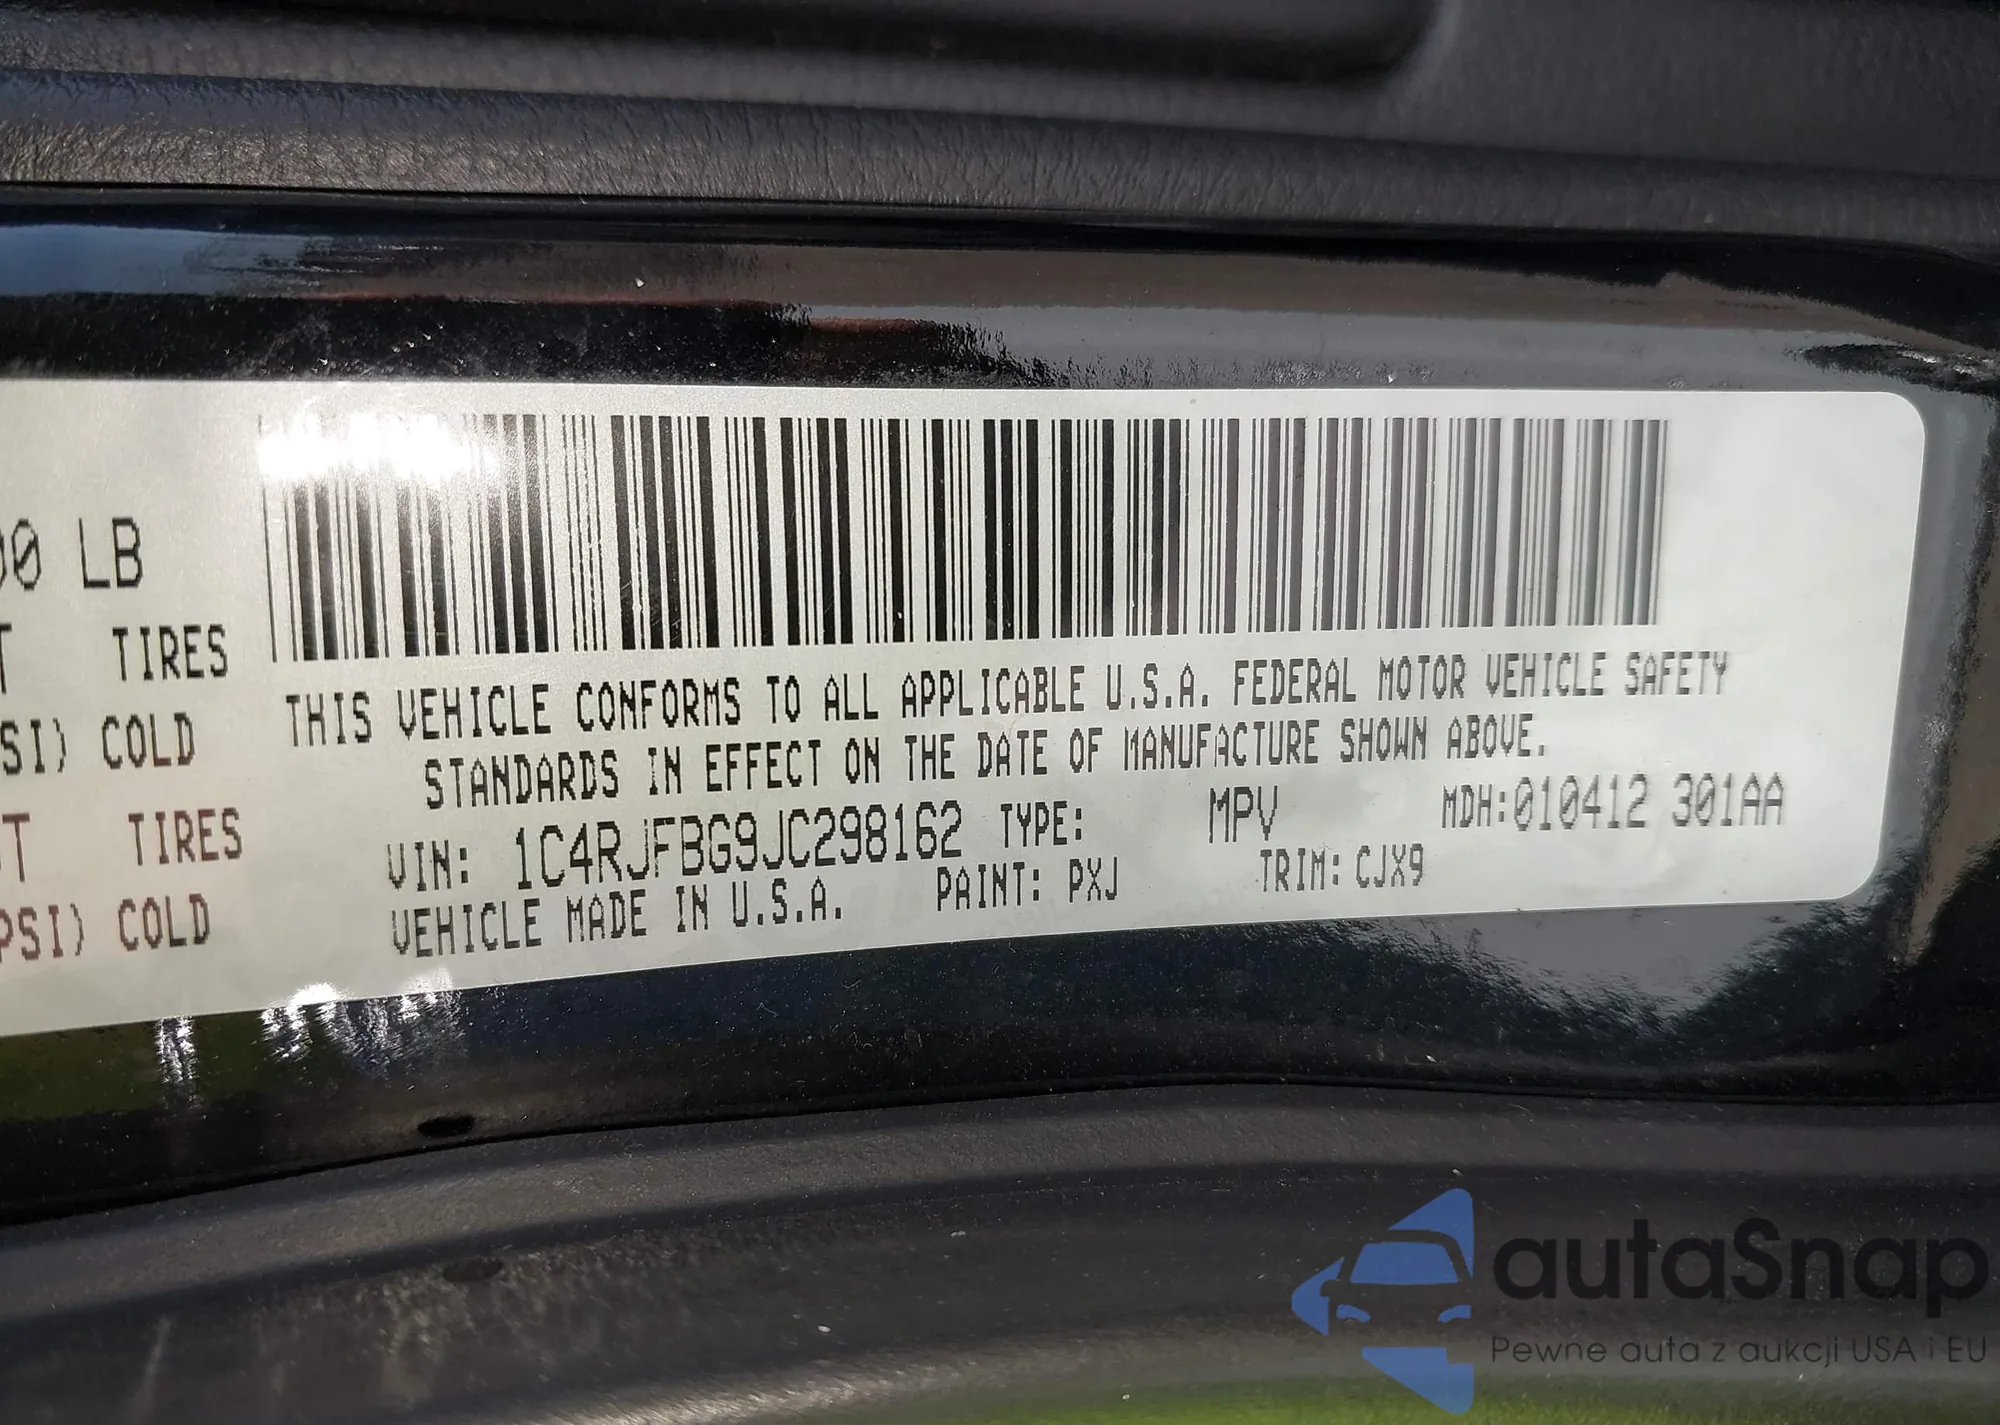 00 LB
TIRES
SI) COLD
TIRES
PSI) COLD
THIS VEHICLE CONFORMS TO ALL APPLICABLE U.S.A. FEDERAL MOTOR VEHICLE SAFETY
STANDARDS IN EFFECT ON THE DATE OF MANUFACTURE SHOWN ABOVE.
VIN: 1C4RJFBG9JC298162 TYPE: MPV MDH:010412 301AA
VEHICLE MADE IN U.S.A. PAINT: PXJ TRIM: CJX9
autaSnap
Pewne auta z aukcji USA i EU